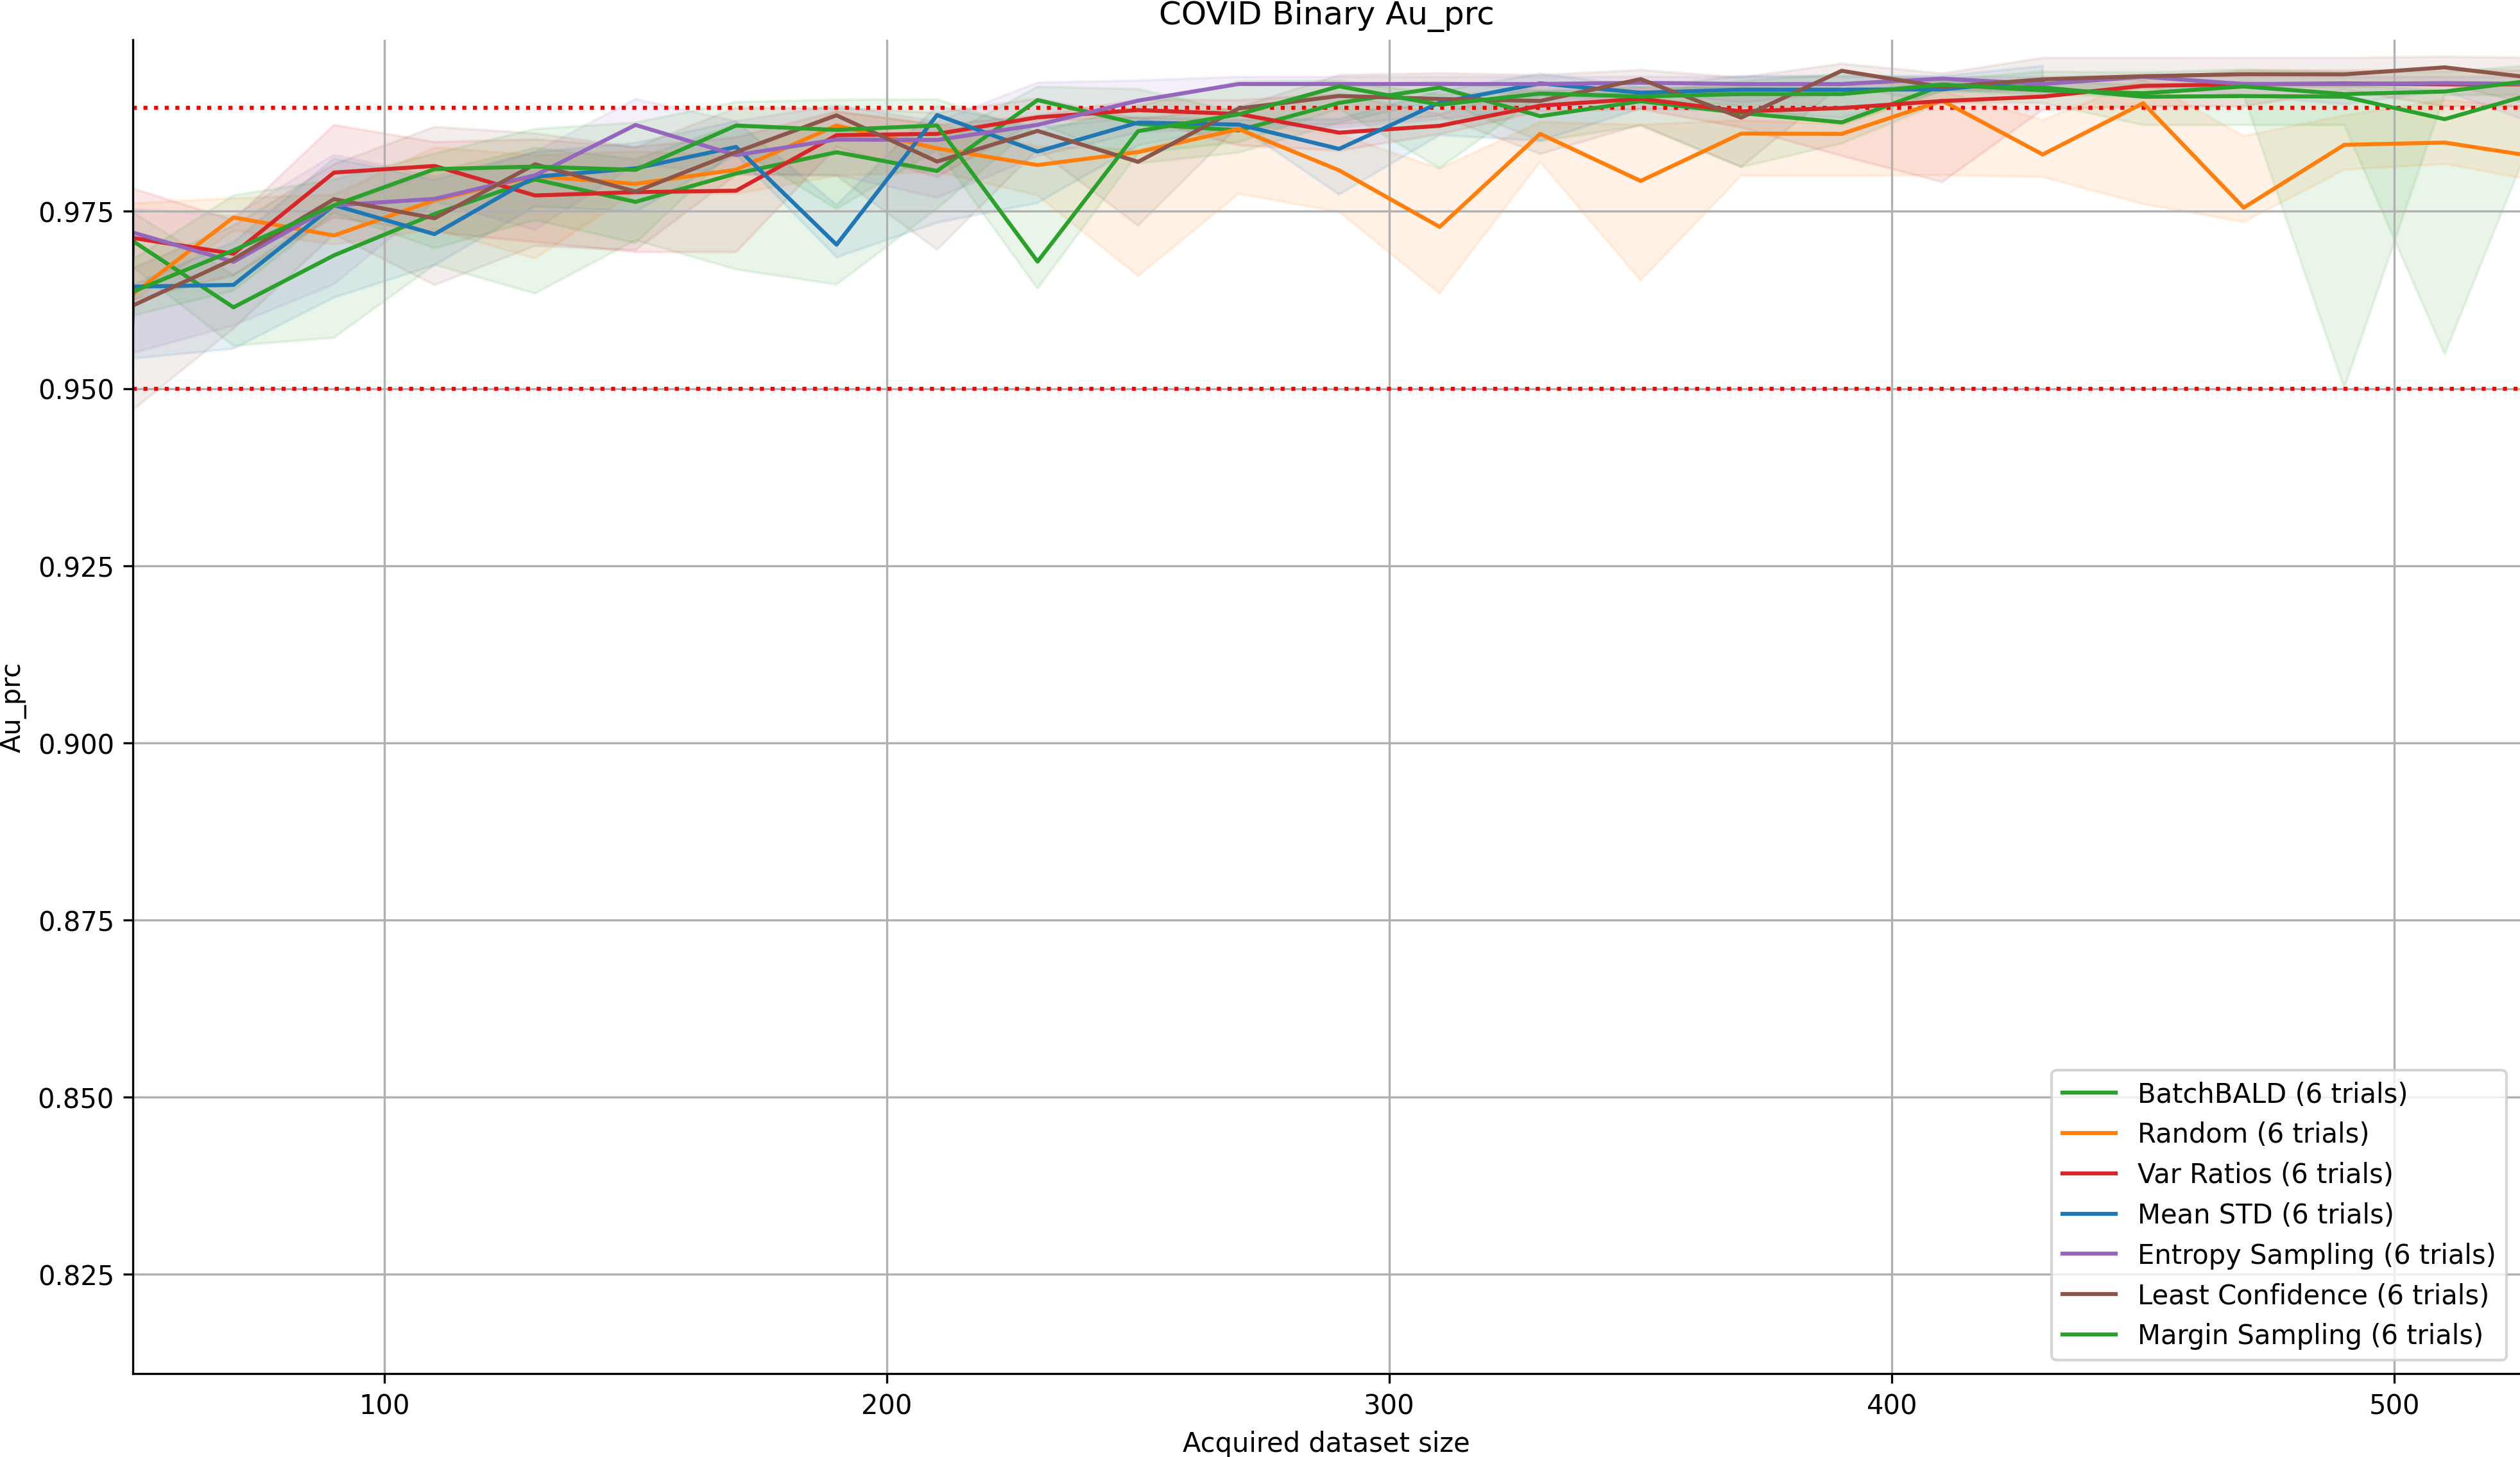 COVID Binary Au_prc
Au_prc
0.975
0.950
0.925
0.900
0.875
0.850
0.825
BatchBALD (6 trials)
Random (6 trials)
Var Ratios (6 trials)
Mean STD (6 trials)
Entropy Sampling (6 trials)
Least Confidence (6 trials)
Margin Sampling (6 trials)
100 200 300 400 500
Acquired dataset size